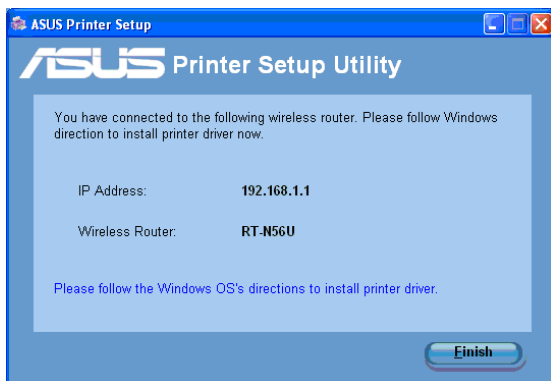 ASUS Printer Setup
ASUS Printer Setup Utility
You have connected to the following wireless router. Please follow Windows
direction to install printer driver now.
IP Address: 192.168.1.1
Wireless Router: RT-N56U
Please follow the Windows OS's directions to install printer driver.
Finish